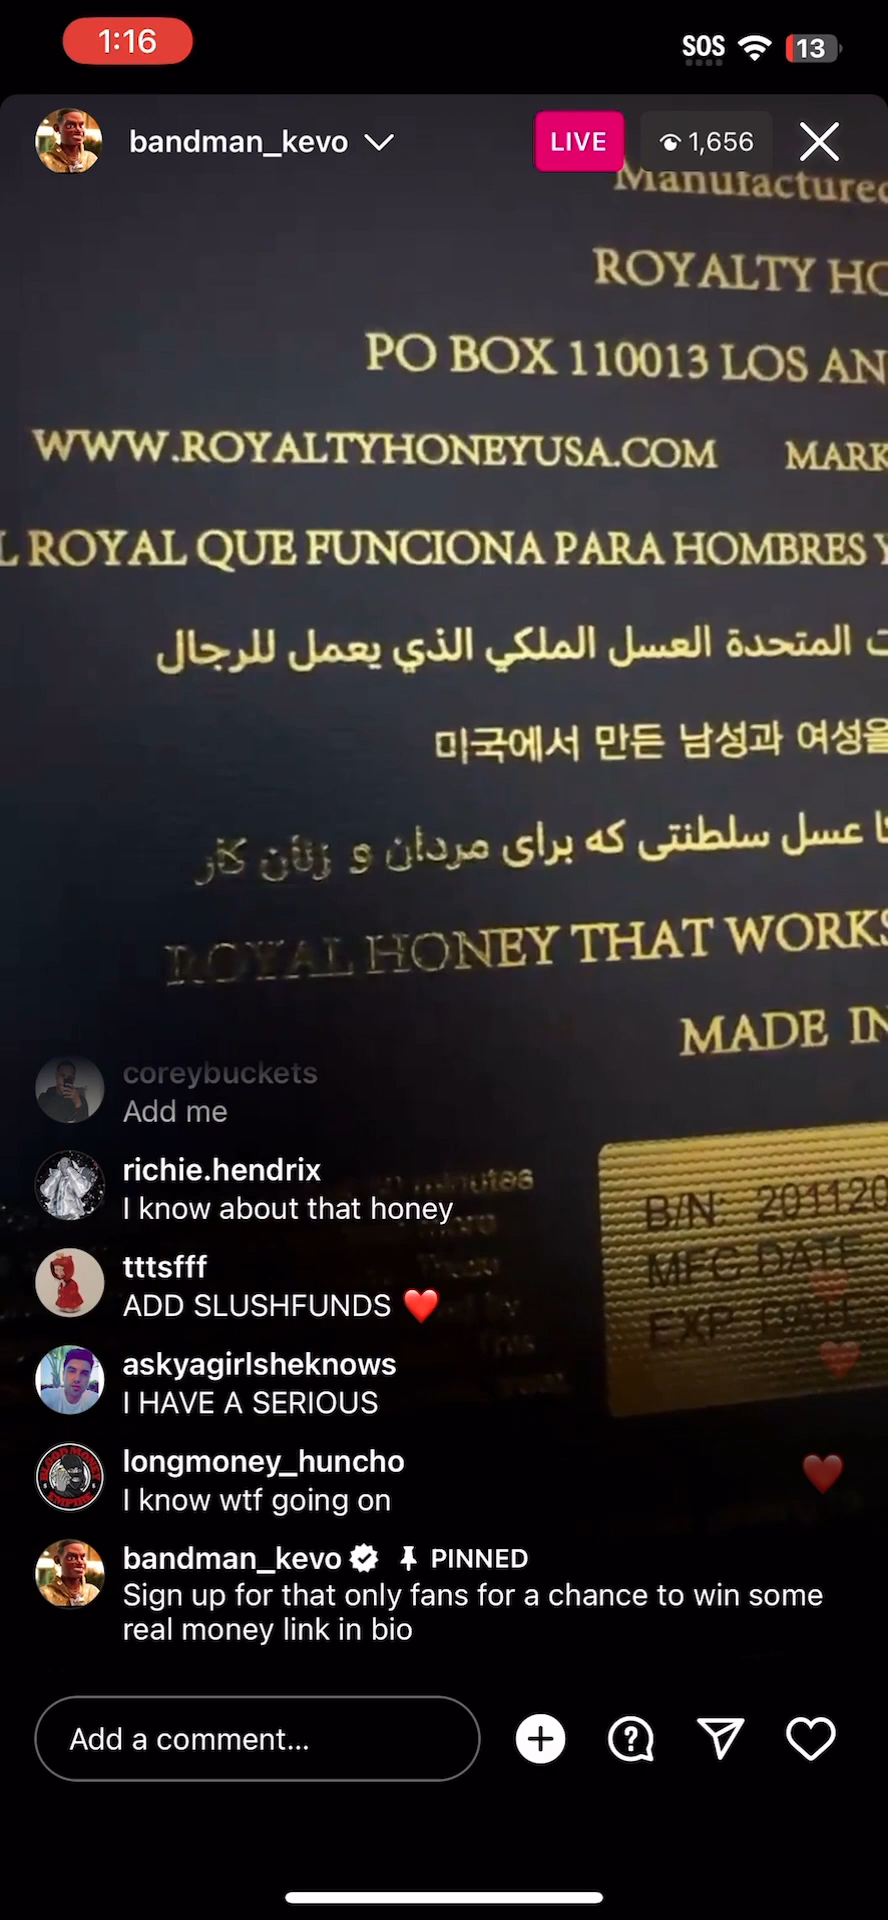 1:16
SOS
13
bandman_kevo
LIVE
1,656
Manufactured
ROYALTY HO
PO BOX 110013 LOS AN
WWW.ROYALTYHONEYUSA.COM MARK
L ROYAL QUE FUNCIONA PARA HOMBRES Y
المتحدة العسل الملكي الذي يعمل للرجال
미국에서 만든 남성과 여성을
عسل سلطنتی که برای مردان و زنان کار
ROYAL HONEY THAT WORKS
MADE IN
minutes
B/N: 201120
MFG DATE
EXP
coreybuckets
Add me
richie.hendrix
I know about that honey
tttsfff
ADD SLUSHFUNDS ❤️
askyagirlsheknows
I HAVE A SERIOUS
longmoney_huncho
I know wtf going on
bandman_kevo PINNED
Sign up for that only fans for a chance to win some
real money link in bio
Add a comment...